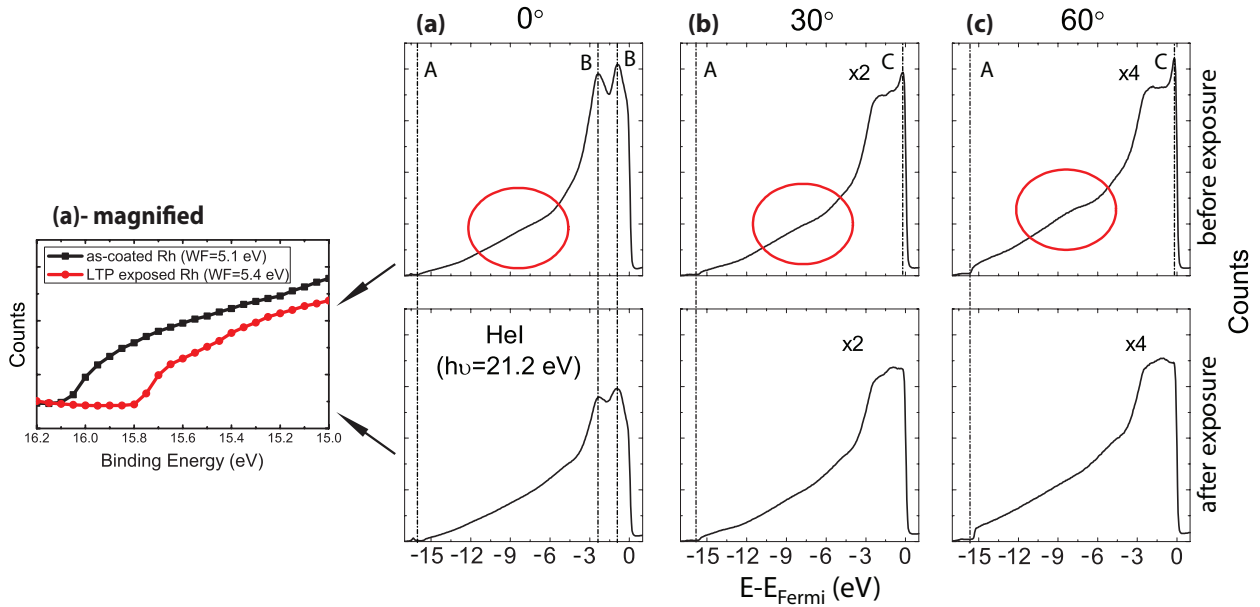 (a) 0°
(b) 30°
(c) 60°
A B B
A x2 C
A x4 C
before exposure
(a)- magnified
as-coated Rh (WF=5.1 eV)
LTP exposed Rh (WF=5.4 eV)
Counts
16.2 16.0 15.8 15.6 15.4 15.2 15.0
Binding Energy (eV)
HeI
(hυ=21.2 eV)
x2
x4
after exposure
Counts
-15 -12 -9 -6 -3 0
-15 -12 -9 -6 -3 0
-15 -12 -9 -6 -3 0
E-EFermi (eV)